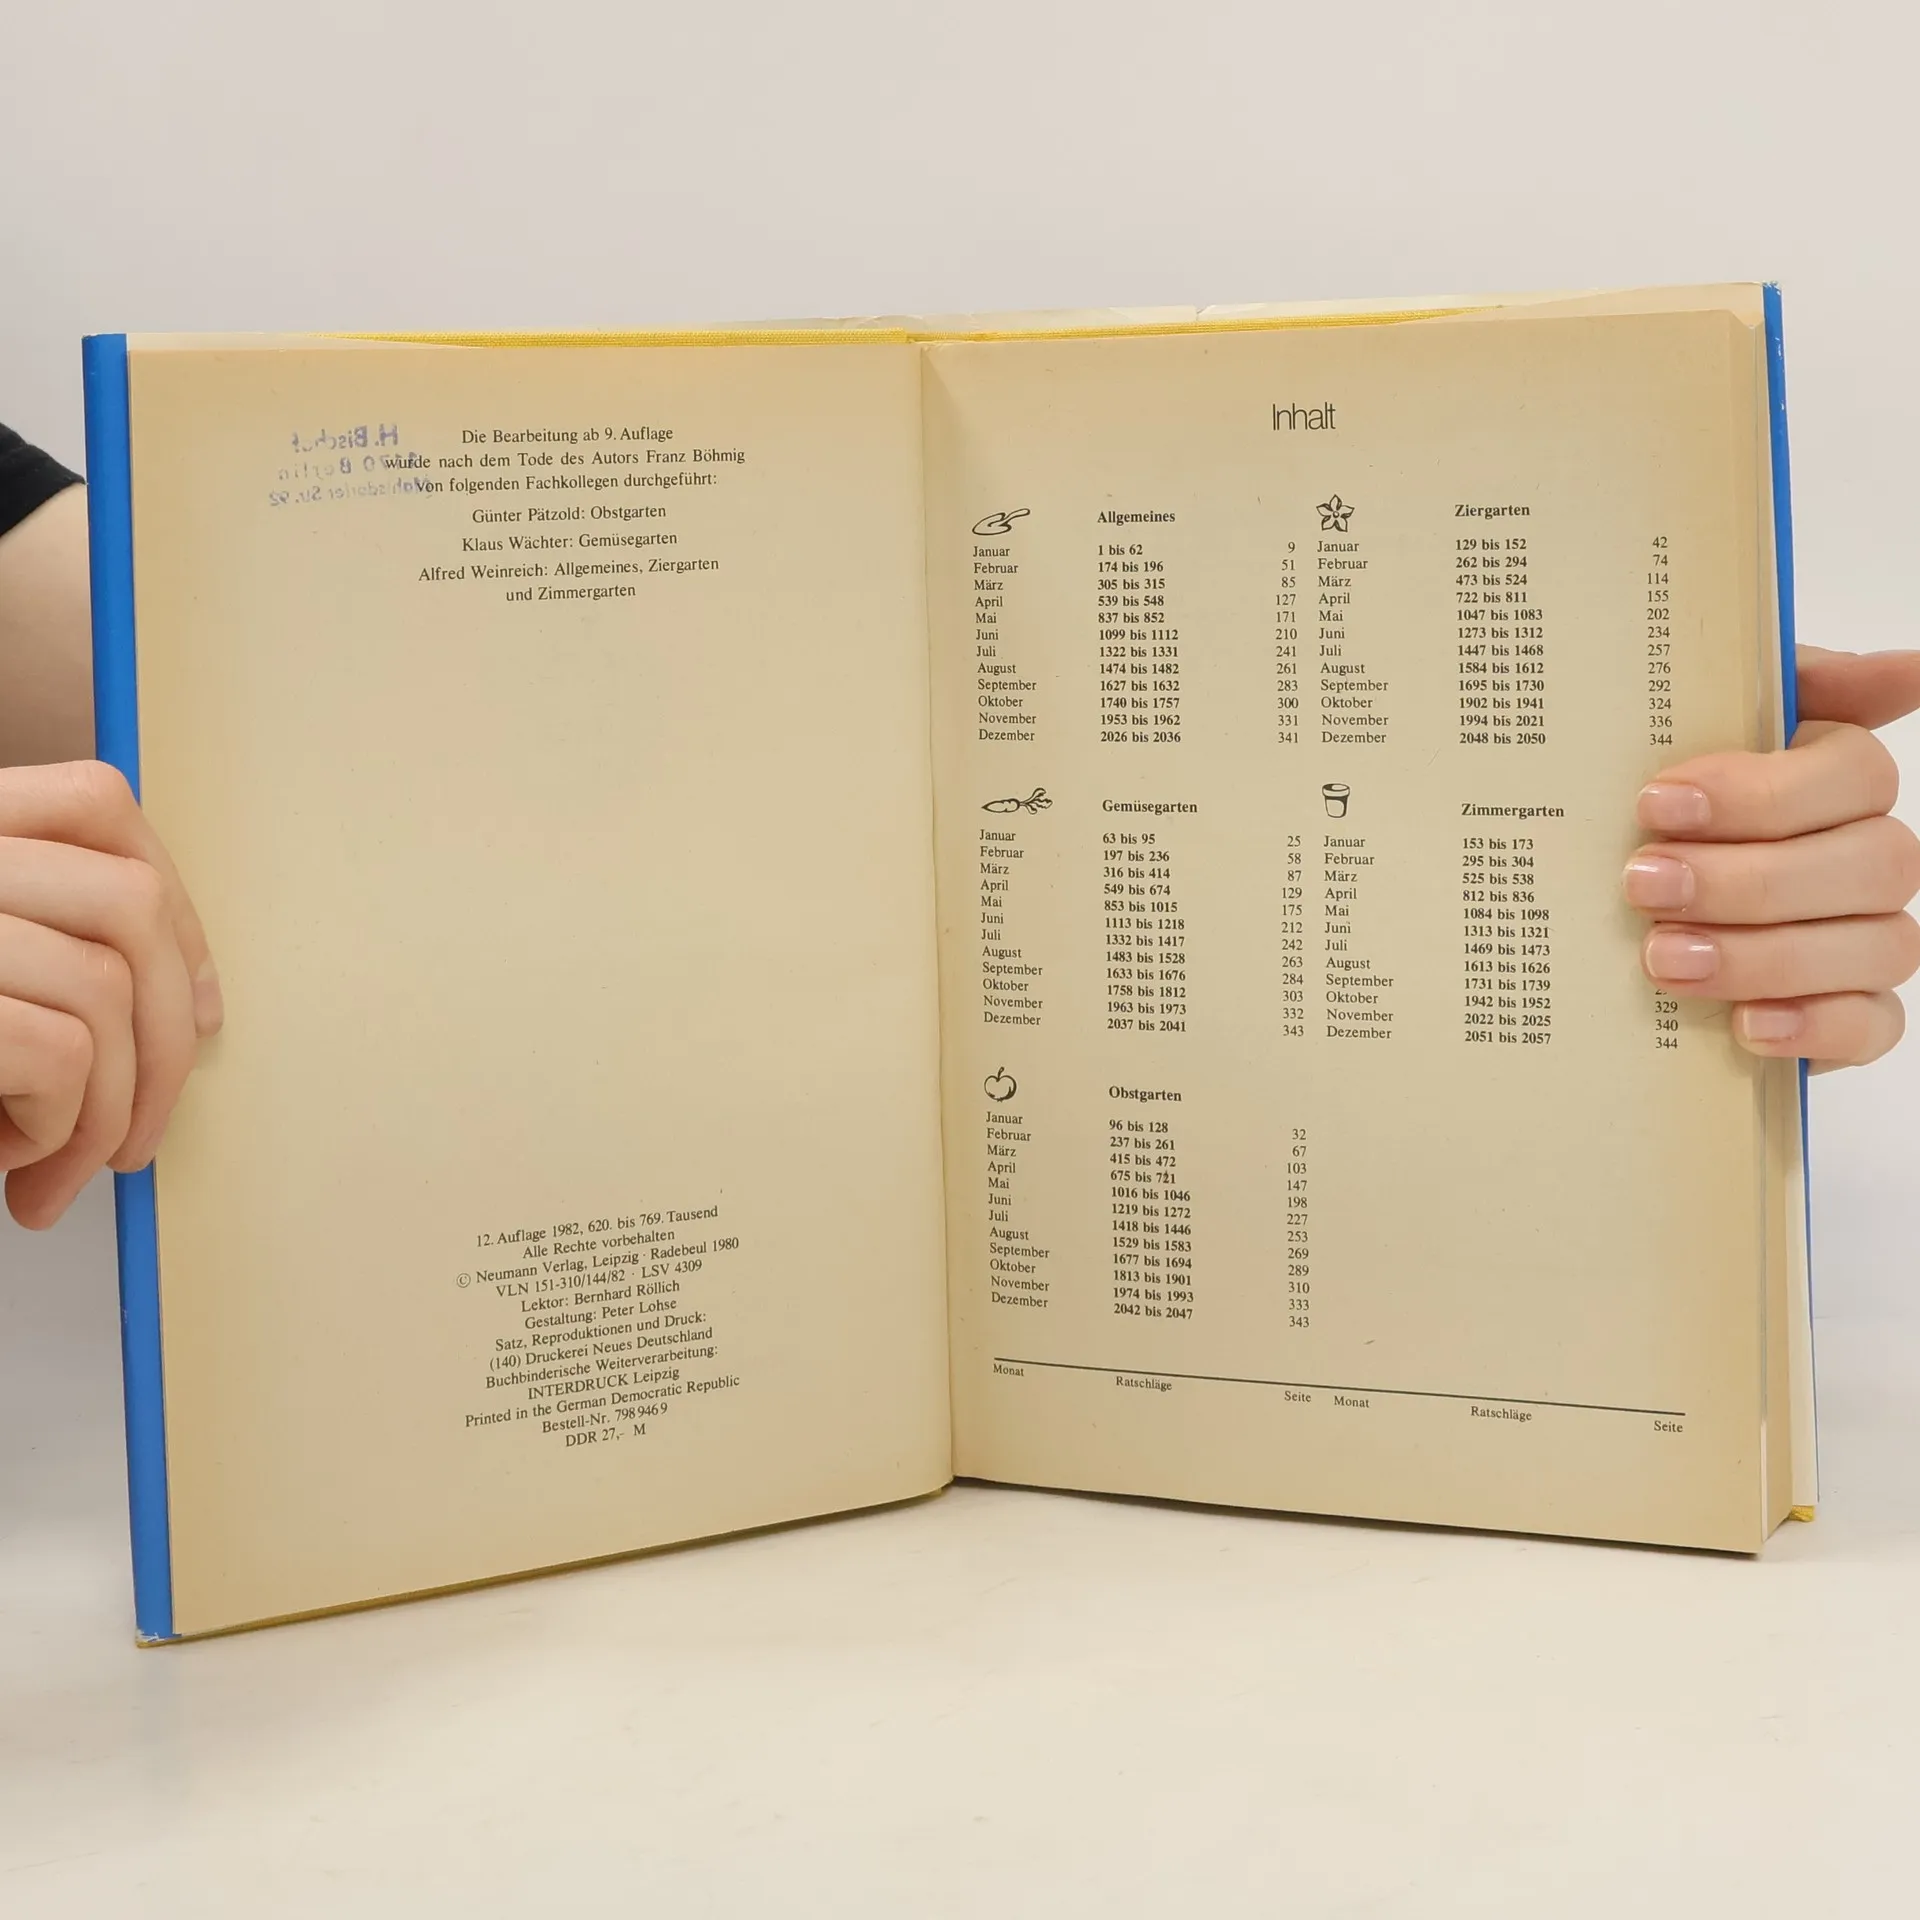 H. Bischof
Berlin
Die Bearbeitung ab 9. Auflage
wurde nach dem Tode des Autors Franz Böhmig
von folgenden Fachkollegen durchgeführt:
Günter Pätzold: Obstgarten
Klaus Wächter: Gemüsegarten
Alfred Weinreich: Allgemeines, Ziergarten
und Zimmergarten
12. Auflage 1982, 620. bis 769. Tausend
Alle Rechte vorbehalten
© Neumann Verlag, Leipzig · Radebeul 1980
VLN 151-310/144/82 · LSV 4309
Lektor: Bernhard Röllich
Gestaltung: Peter Lohse
Satz, Reproduktionen und Druck:
(140) Druckerei Neues Deutschland
Buchbinderische Weiterverarbeitung:
INTERDRUCK Leipzig
Printed in the German Democratic Republic
Bestell-Nr. 798 946 9
DDR 27,- M
Inhalt
Allgemeines
Januar 1 bis 62 9
Februar 174 bis 196 51
März 305 bis 315 85
April 539 bis 548 127
Mai 837 bis 852 171
Juni 1099 bis 1112 210
Juli 1322 bis 1331 241
August 1474 bis 1482 261
September 1627 bis 1632 283
Oktober 1740 bis 1757 300
November 1953 bis 1962 331
Dezember 2026 bis 2036 341
Gemüsegarten
Januar 63 bis 95 25
Februar 197 bis 236 58
März 316 bis 414 87
April 549 bis 674 129
Mai 853 bis 1015 175
Juni 1113 bis 1218 212
Juli 1332 bis 1417 242
August 1483 bis 1528 263
September 1633 bis 1676 284
Oktober 1758 bis 1812 303
November 1963 bis 1973 332
Dezember 2037 bis 2041 343
Obstgarten
Januar 96 bis 128 32
Februar 237 bis 261 67
März 415 bis 472 103
April 675 bis 721 147
Mai 1016 bis 1046 198
Juni 1219 bis 1272 227
Juli 1418 bis 1446 253
August 1529 bis 1583 269
September 1677 bis 1694 289
Oktober 1813 bis 1901 310
November 1974 bis 1993 333
Dezember 2042 bis 2047 343
Ziergarten
Januar 129 bis 152 42
Februar 262 bis 294 74
März 473 bis 524 114
April 722 bis 811 155
Mai 1047 bis 1083 202
Juni 1273 bis 1312 234
Juli 1447 bis 1468 257
August 1584 bis 1612 276
September 1695 bis 1730 292
Oktober 1902 bis 1941 324
November 1994 bis 2021 336
Dezember 2048 bis 2050 344
Zimmergarten
Januar 153 bis 173
Februar 295 bis 304
März 525 bis 538
April 812 bis 836
Mai 1084 bis 1098
Juni 1313 bis 1321
Juli 1469 bis 1473
August 1613 bis 1626
September 1731 bis 1739
Oktober 1942 bis 1952 329
November 2022 bis 2025 340
Dezember 2051 bis 2057 344
Monat Ratschläge Seite Monat Ratschläge Seite